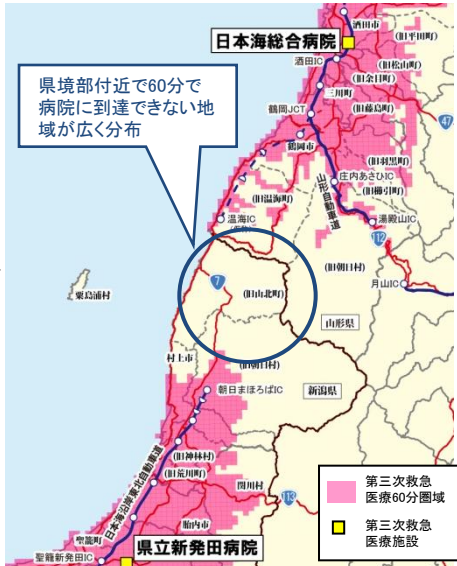 酒田市
日本海総合病院
(旧平田町)
酒田IC
(旧松山町)
(旧余目町)
三川町
県境部付近で60分で
病院に到達できない地
域が広く分布
鶴岡JCT
(旧藤島町)
47
鶴岡市
(旧羽黒町)
庄内あさひIC
(旧櫛引町)
山形自動車道
(旧温海町)
温海IC
湯殿山IC
112
(旧朝日村)
月山IC
7
(旧山北町)
粟島浦村
山形県
村上市
(旧朝日村)
朝日まほろばIC
新潟県
日本海沿岸東北自動車道
(旧神林村)
(旧荒川町)
関川村
113
胎内市
聖籠町
聖籠新発田IC
県立新発田病院
第三次救急
医療60分圏域
第三次救急
医療施設